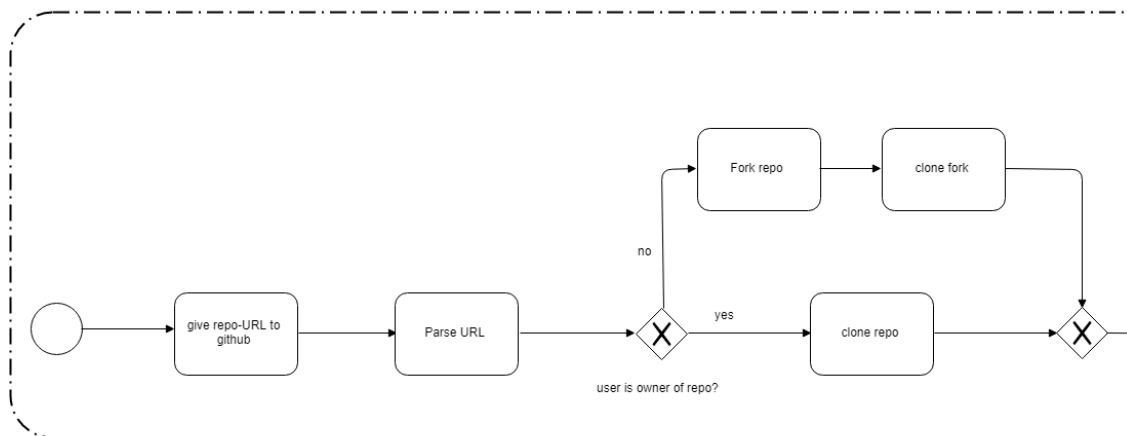 Fork repo
clone fork
no
give repo-URL to
github
Parse URL
yes
clone repo
user is owner of repo?